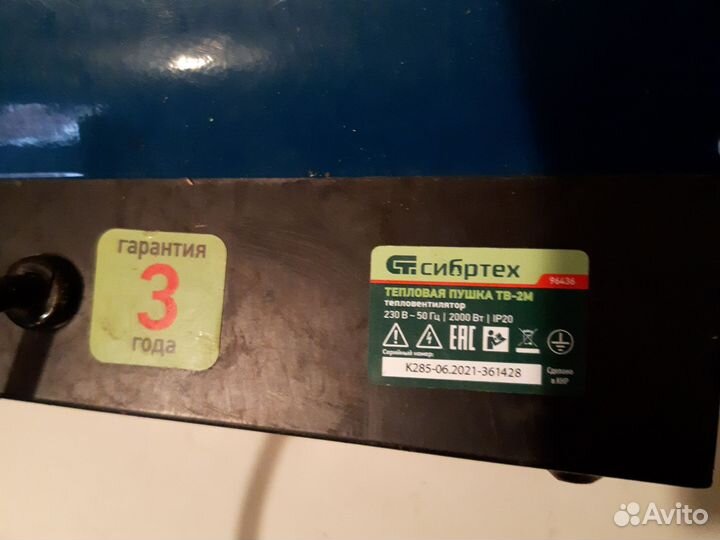 гарантия
3
года
СТ сибртех
96436
ТЕПЛОВАЯ ПУШКА ТВ-2М
тепловентилятор
230 В ~ 50 Гц | 2000 Вт | IP20
EAC
Серийный номер:
K285-06.2021-361428
Сделано
в КНР
Avito